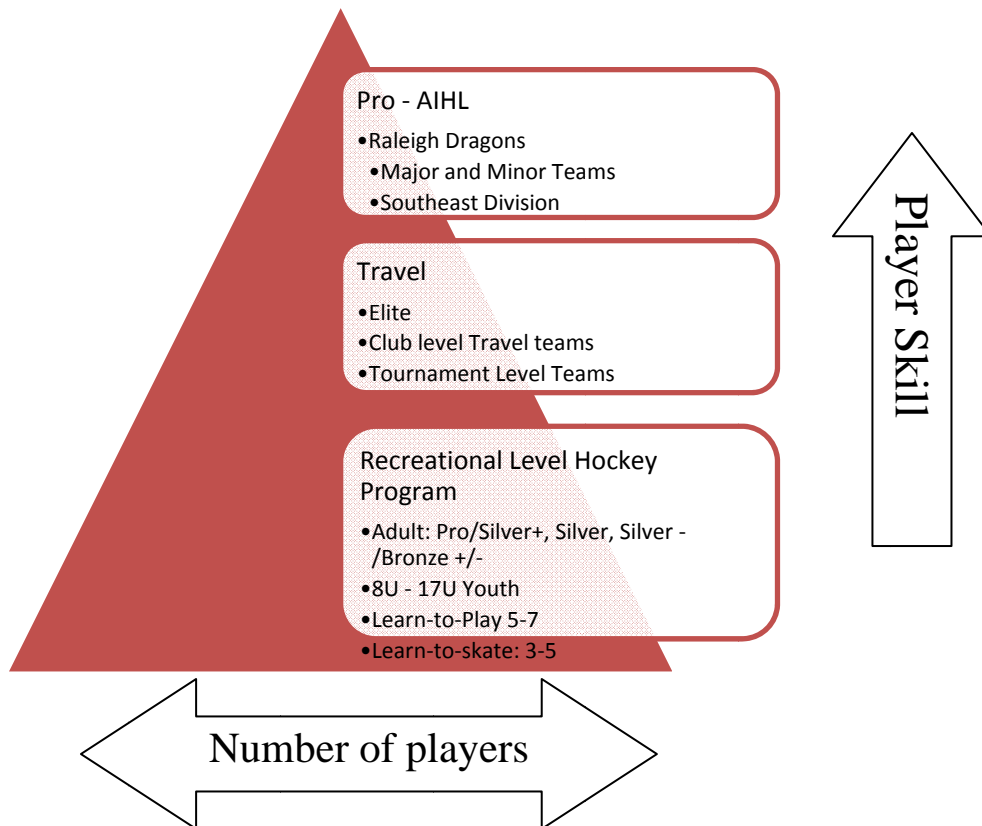 Pro - AIHL
•Raleigh Dragons
•Major and Minor Teams
•Southeast Division
Travel
•Elite
•Club level Travel teams
•Tournament Level Teams
Recreational Level Hockey
Program
•Adult: Pro/Silver+, Silver, Silver -
/Bronze +/-
•8U - 17U Youth
•Learn-to-Play 5-7
•Learn-to-skate: 3-5
Player Skill
Number of players